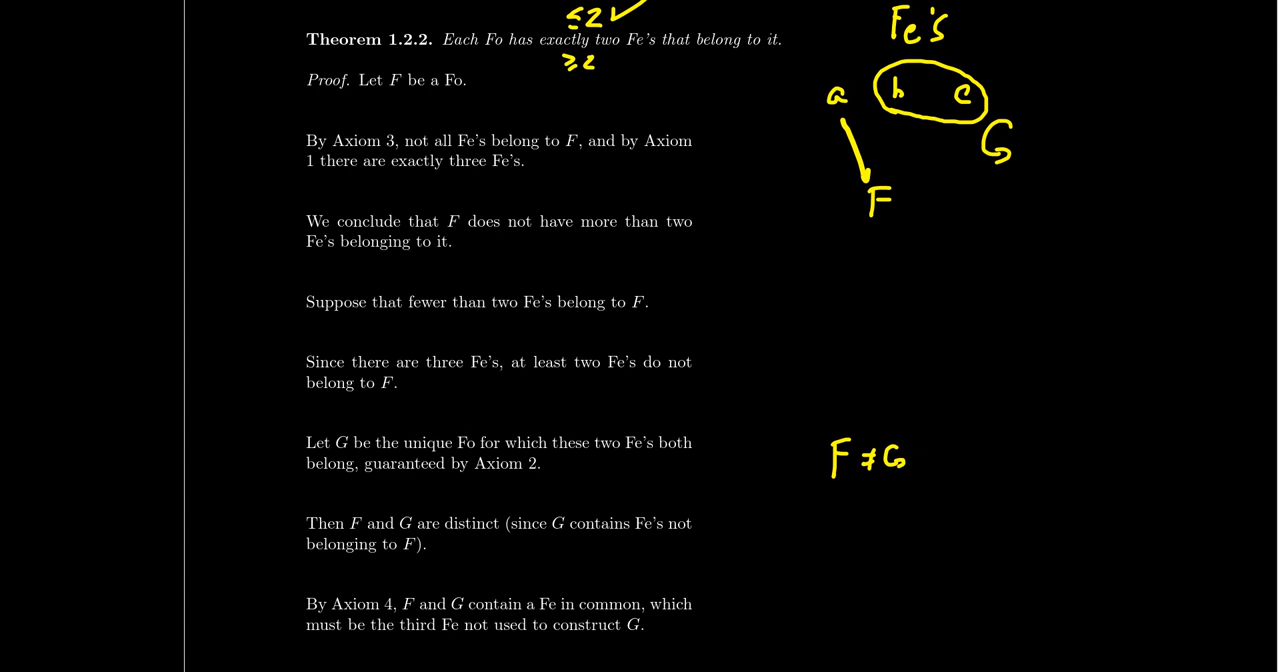 ≤2 ✓
Theorem 1.2.2. Each Fo has exactly two Fe's that belong to it.
≥2
Proof. Let F be a Fo.
By Axiom 3, not all Fe's belong to F, and by Axiom
1 there are exactly three Fe's.
We conclude that F does not have more than two
Fe's belonging to it.
Suppose that fewer than two Fe's belong to F.
Since there are three Fe's, at least two Fe's do not
belong to F.
Let G be the unique Fo for which these two Fe's both
belong, guaranteed by Axiom 2.
Then F and G are distinct (since G contains Fe's not
belonging to F).
By Axiom 4, F and G contain a Fe in common, which
must be the third Fe not used to construct G.
Fe's
a b c
G
F
F ≠ G